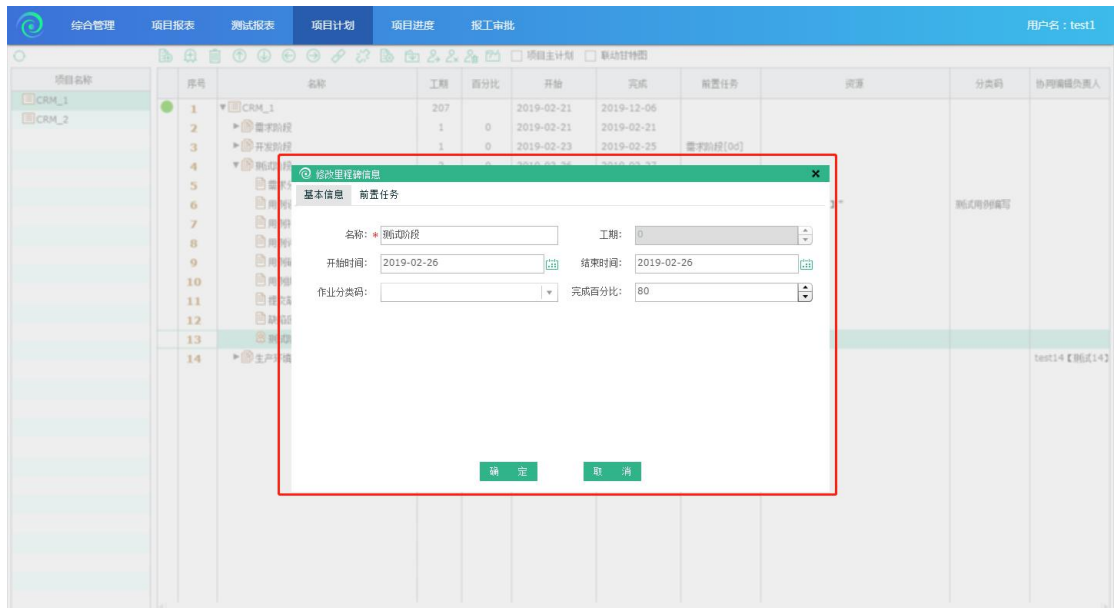 综合管理 项目报表 测试报表 项目计划 项目进度 报工审批 用户名：test1
项目主计划 联动甘特图
项目名称 序号 名称 工期 百分比 开始 完成 前置任务 资源 分类码 协同编辑负责人
CRM_1
CRM_2
1 CRM_1 207 2019-02-21 2019-12-06
2 需求阶段 1 0 2019-02-21 2019-02-21
3 开发阶段 1 0 2019-02-23 2019-02-25 需求阶段[0d]
4 测试阶段
5
6 测试用例编写
7
8
9
10
11
12
13
14 生产环境 test14【测试14】
修改里程碑信息
基本信息 前置任务
名称：*测试阶段 工期： 0
开始时间： 2019-02-26 结束时间： 2019-02-26
作业分类码： 完成百分比： 80
确 定 取 消